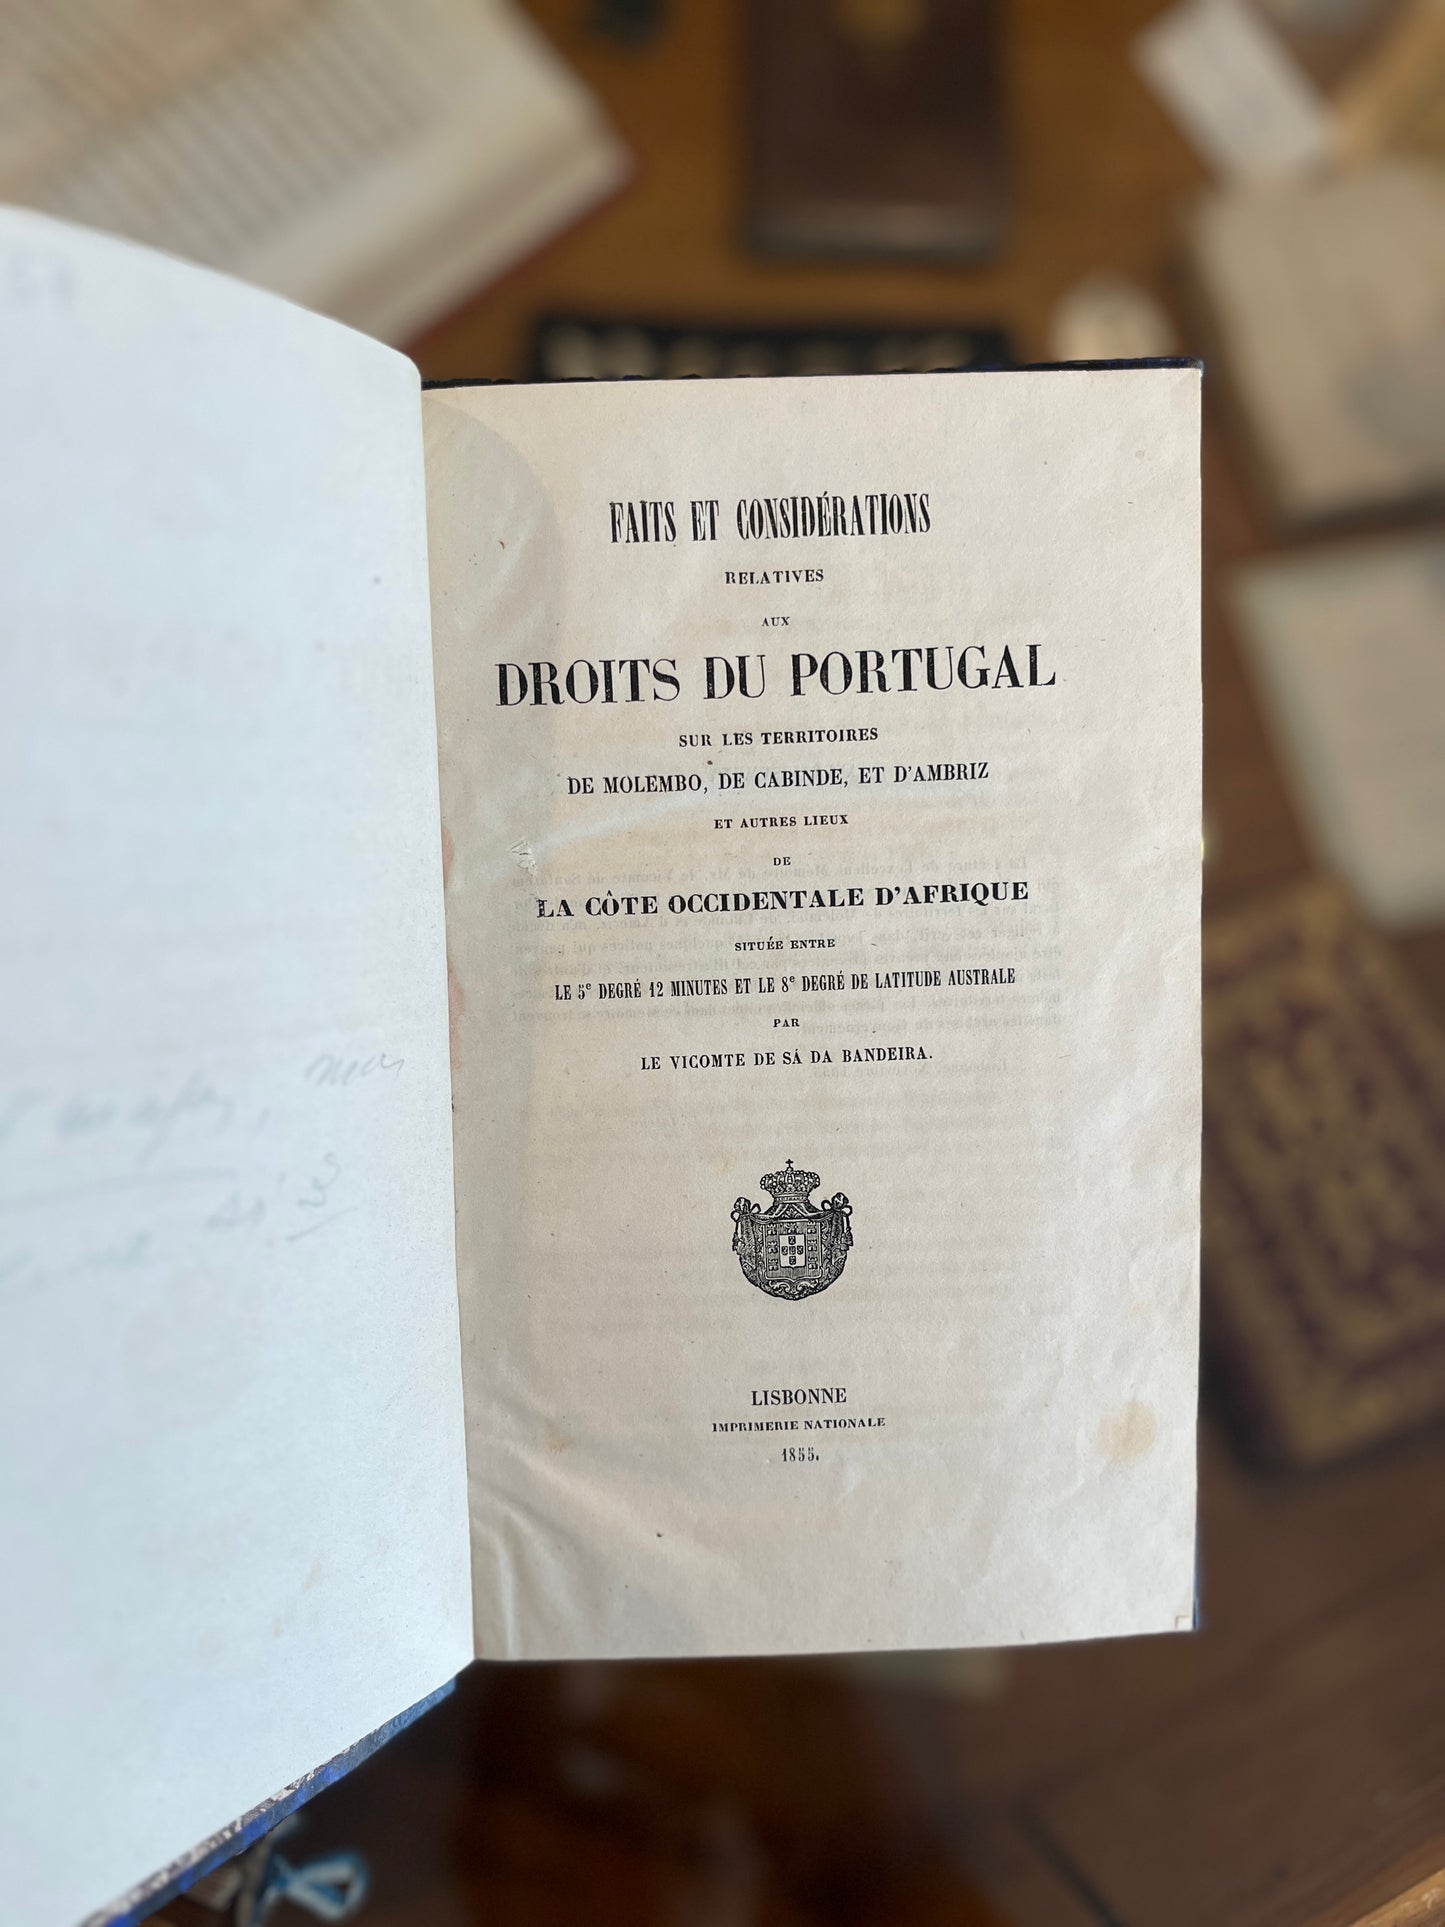 FAITS ET CONSIDÉRATIONS
RELATIVES
AUX
DROITS DU PORTUGAL
SUR LES TERRITOIRES
DE MOLEMBO, DE CABINDE, ET D'AMBRIZ
ET AUTRES LIEUX
DE
LA CÔTE OCCIDENTALE D'AFRIQUE
SITUÉE ENTRE
LE 5e DEGRÉ 12 MINUTES ET LE 8e DEGRÉ DE LATITUDE AUSTRALE
PAR
LE VICOMTE DE SÁ DA BANDEIRA.
LISBONNE
IMPRIMERIE NATIONALE
1855.